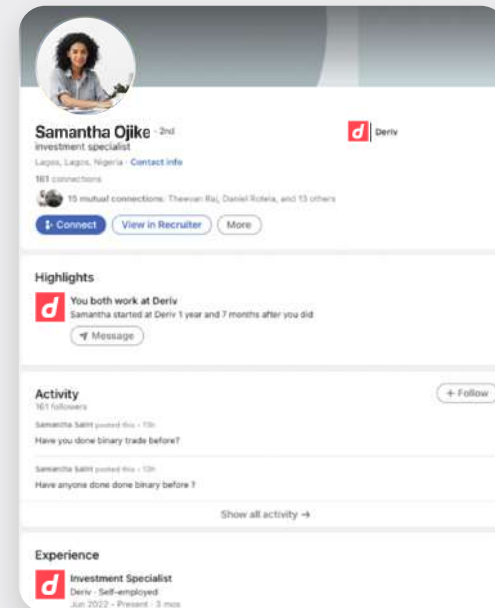 Samantha Ojike · 2nd
d Deriv
investment specialist
Lagos, Lagos, Nigeria · Contact info
161 connections
15 mutual connections: Theevan Raj, Daniel Rotela, and 13 others
Connect View in Recruiter More
Highlights
d You both work at Deriv
Samantha started at Deriv 1 year and 7 months after you did
Message
Activity
+ Follow
161 followers
Samantha Saint posted this · 13h
Have you done binary trade before?
Samantha Saint posted this · 13h
Have anyone done done binary before ?
Show all activity →
Experience
d Investment Specialist
Deriv · Self-employed
Jun 2022 - Present · 3 mos